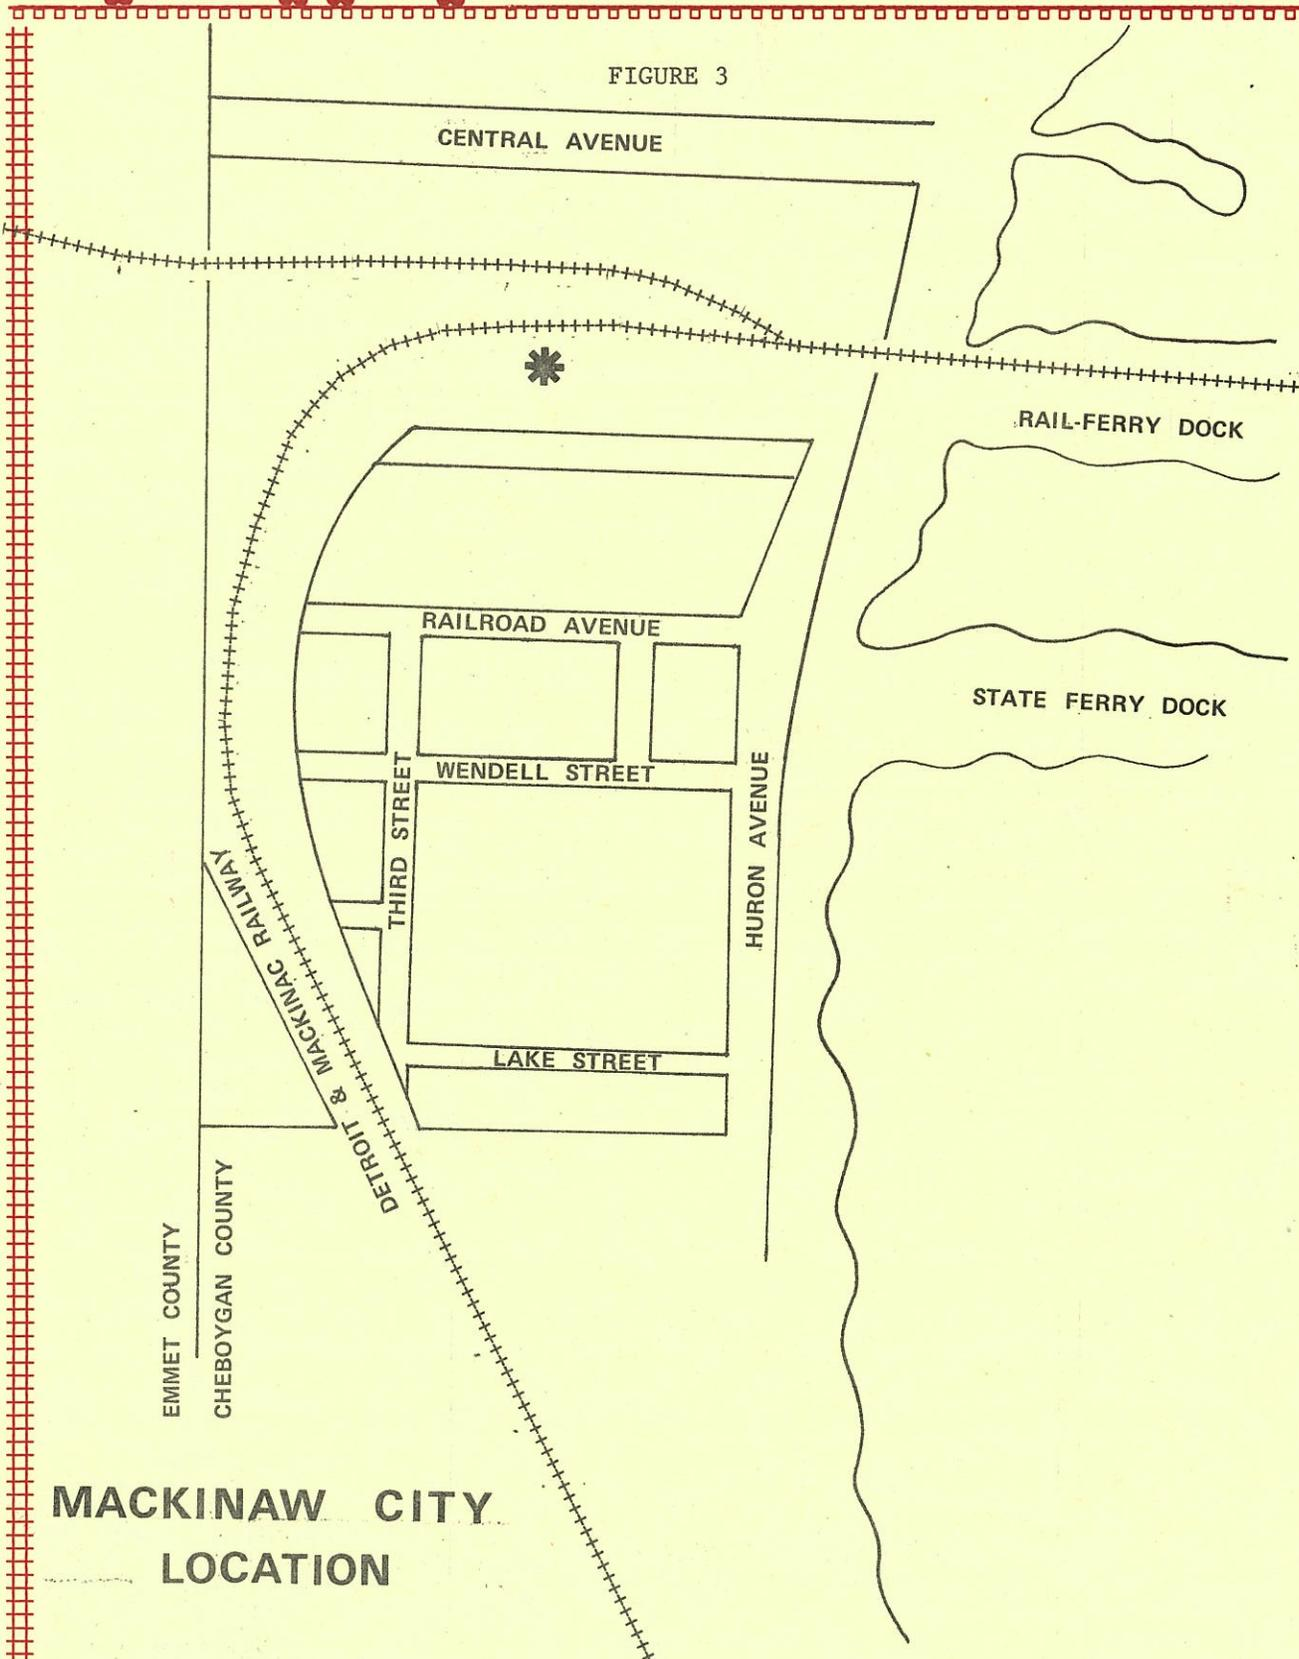 FIGURE 3
CENTRAL AVENUE
RAIL-FERRY DOCK
RAILROAD AVENUE
STATE FERRY DOCK
WENDELL STREET
THIRD STREET
HURON AVENUE
DETROIT & MACKINAC RAILWAY
LAKE STREET
EMMET COUNTY
CHEBOYGAN COUNTY
MACKINAW CITY
LOCATION